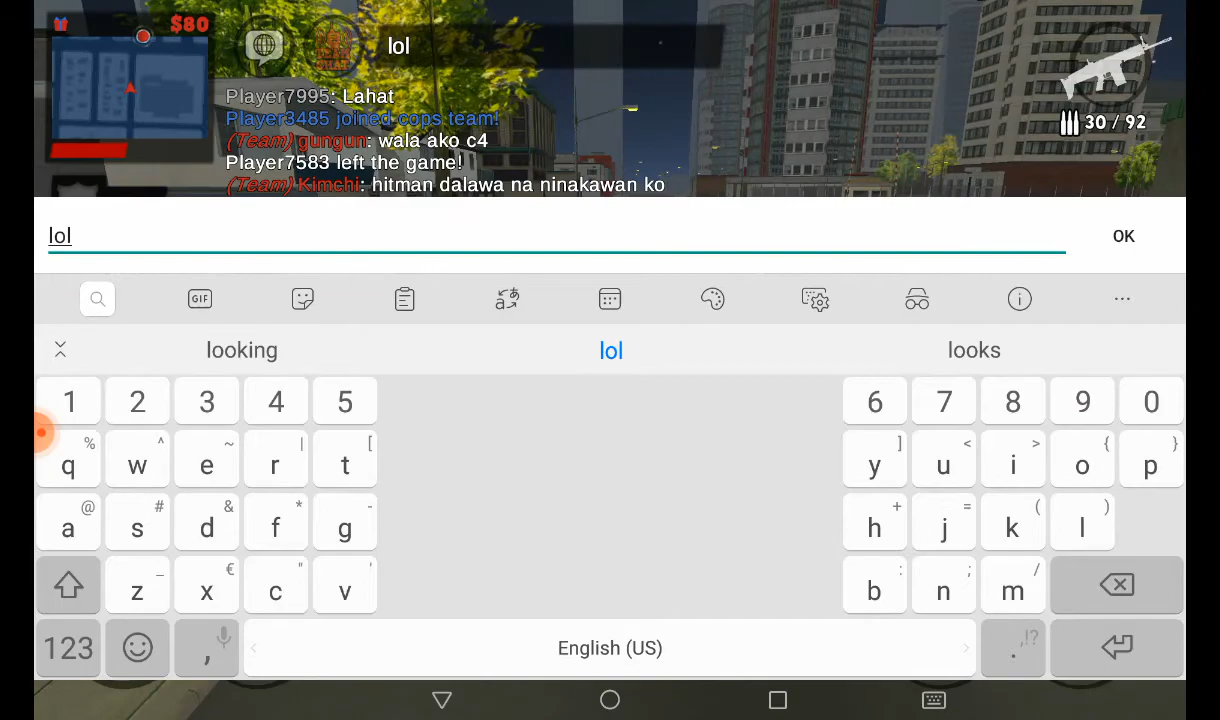 $80
lol
CHAT
Player7995: Lahat
Player3485 joined cops team!
(Team) gungun: wala ako c4
Player7583 left the game!
(Team) Kimchi: hitman dalawa na ninakawan ko
30 / 92
lol
OK
GIF
looking
lol
looks
1 2 3 4 5 6 7 8 9 0
% ^ ~ | [ ] < > { }
q w e r t y u i o p
@ # & * - + = ( )
a s d f g h j k l
_ € " ' : ; /
z x c v b n m
123 , English (US) . ,!?